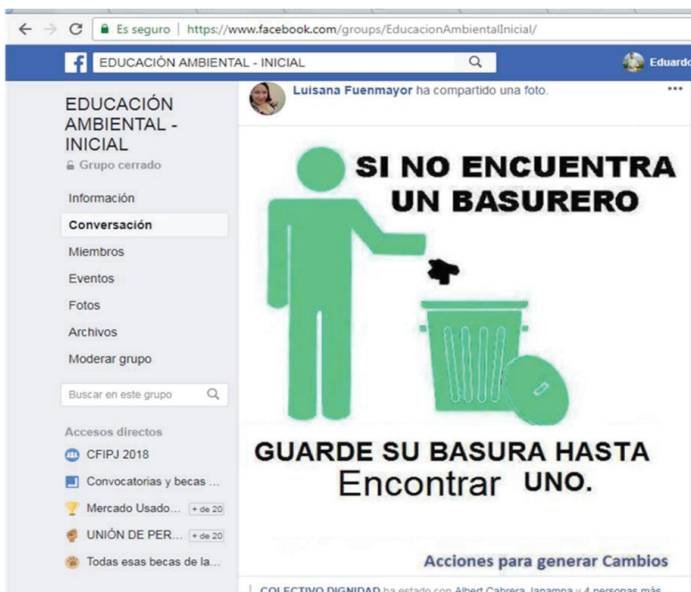 Es seguro | https://www.facebook.com/groups/EducacionAmbientalInicial/
f EDUCACIÓN AMBIENTAL - INICIAL Eduardo
EDUCACIÓN
AMBIENTAL -
INICIAL
Grupo cerrado
Información
Conversación
Miembros
Eventos
Fotos
Archivos
Moderar grupo
Buscar en este grupo
Accesos directos
CFIPJ 2018
Convocatorias y becas ...
Mercado Usado... + de 20
UNIÓN DE PER... + de 20
Todas esas becas de la...
Luisana Fuenmayor ha compartido una foto.
SI NO ENCUENTRA
UN BASURERO
GUARDE SU BASURA HASTA
Encontrar UNO.
Acciones para generar Cambios
COLECTIVO DIGNIDAD ha estado con Albert Cabrera Japampa y 4 personas más